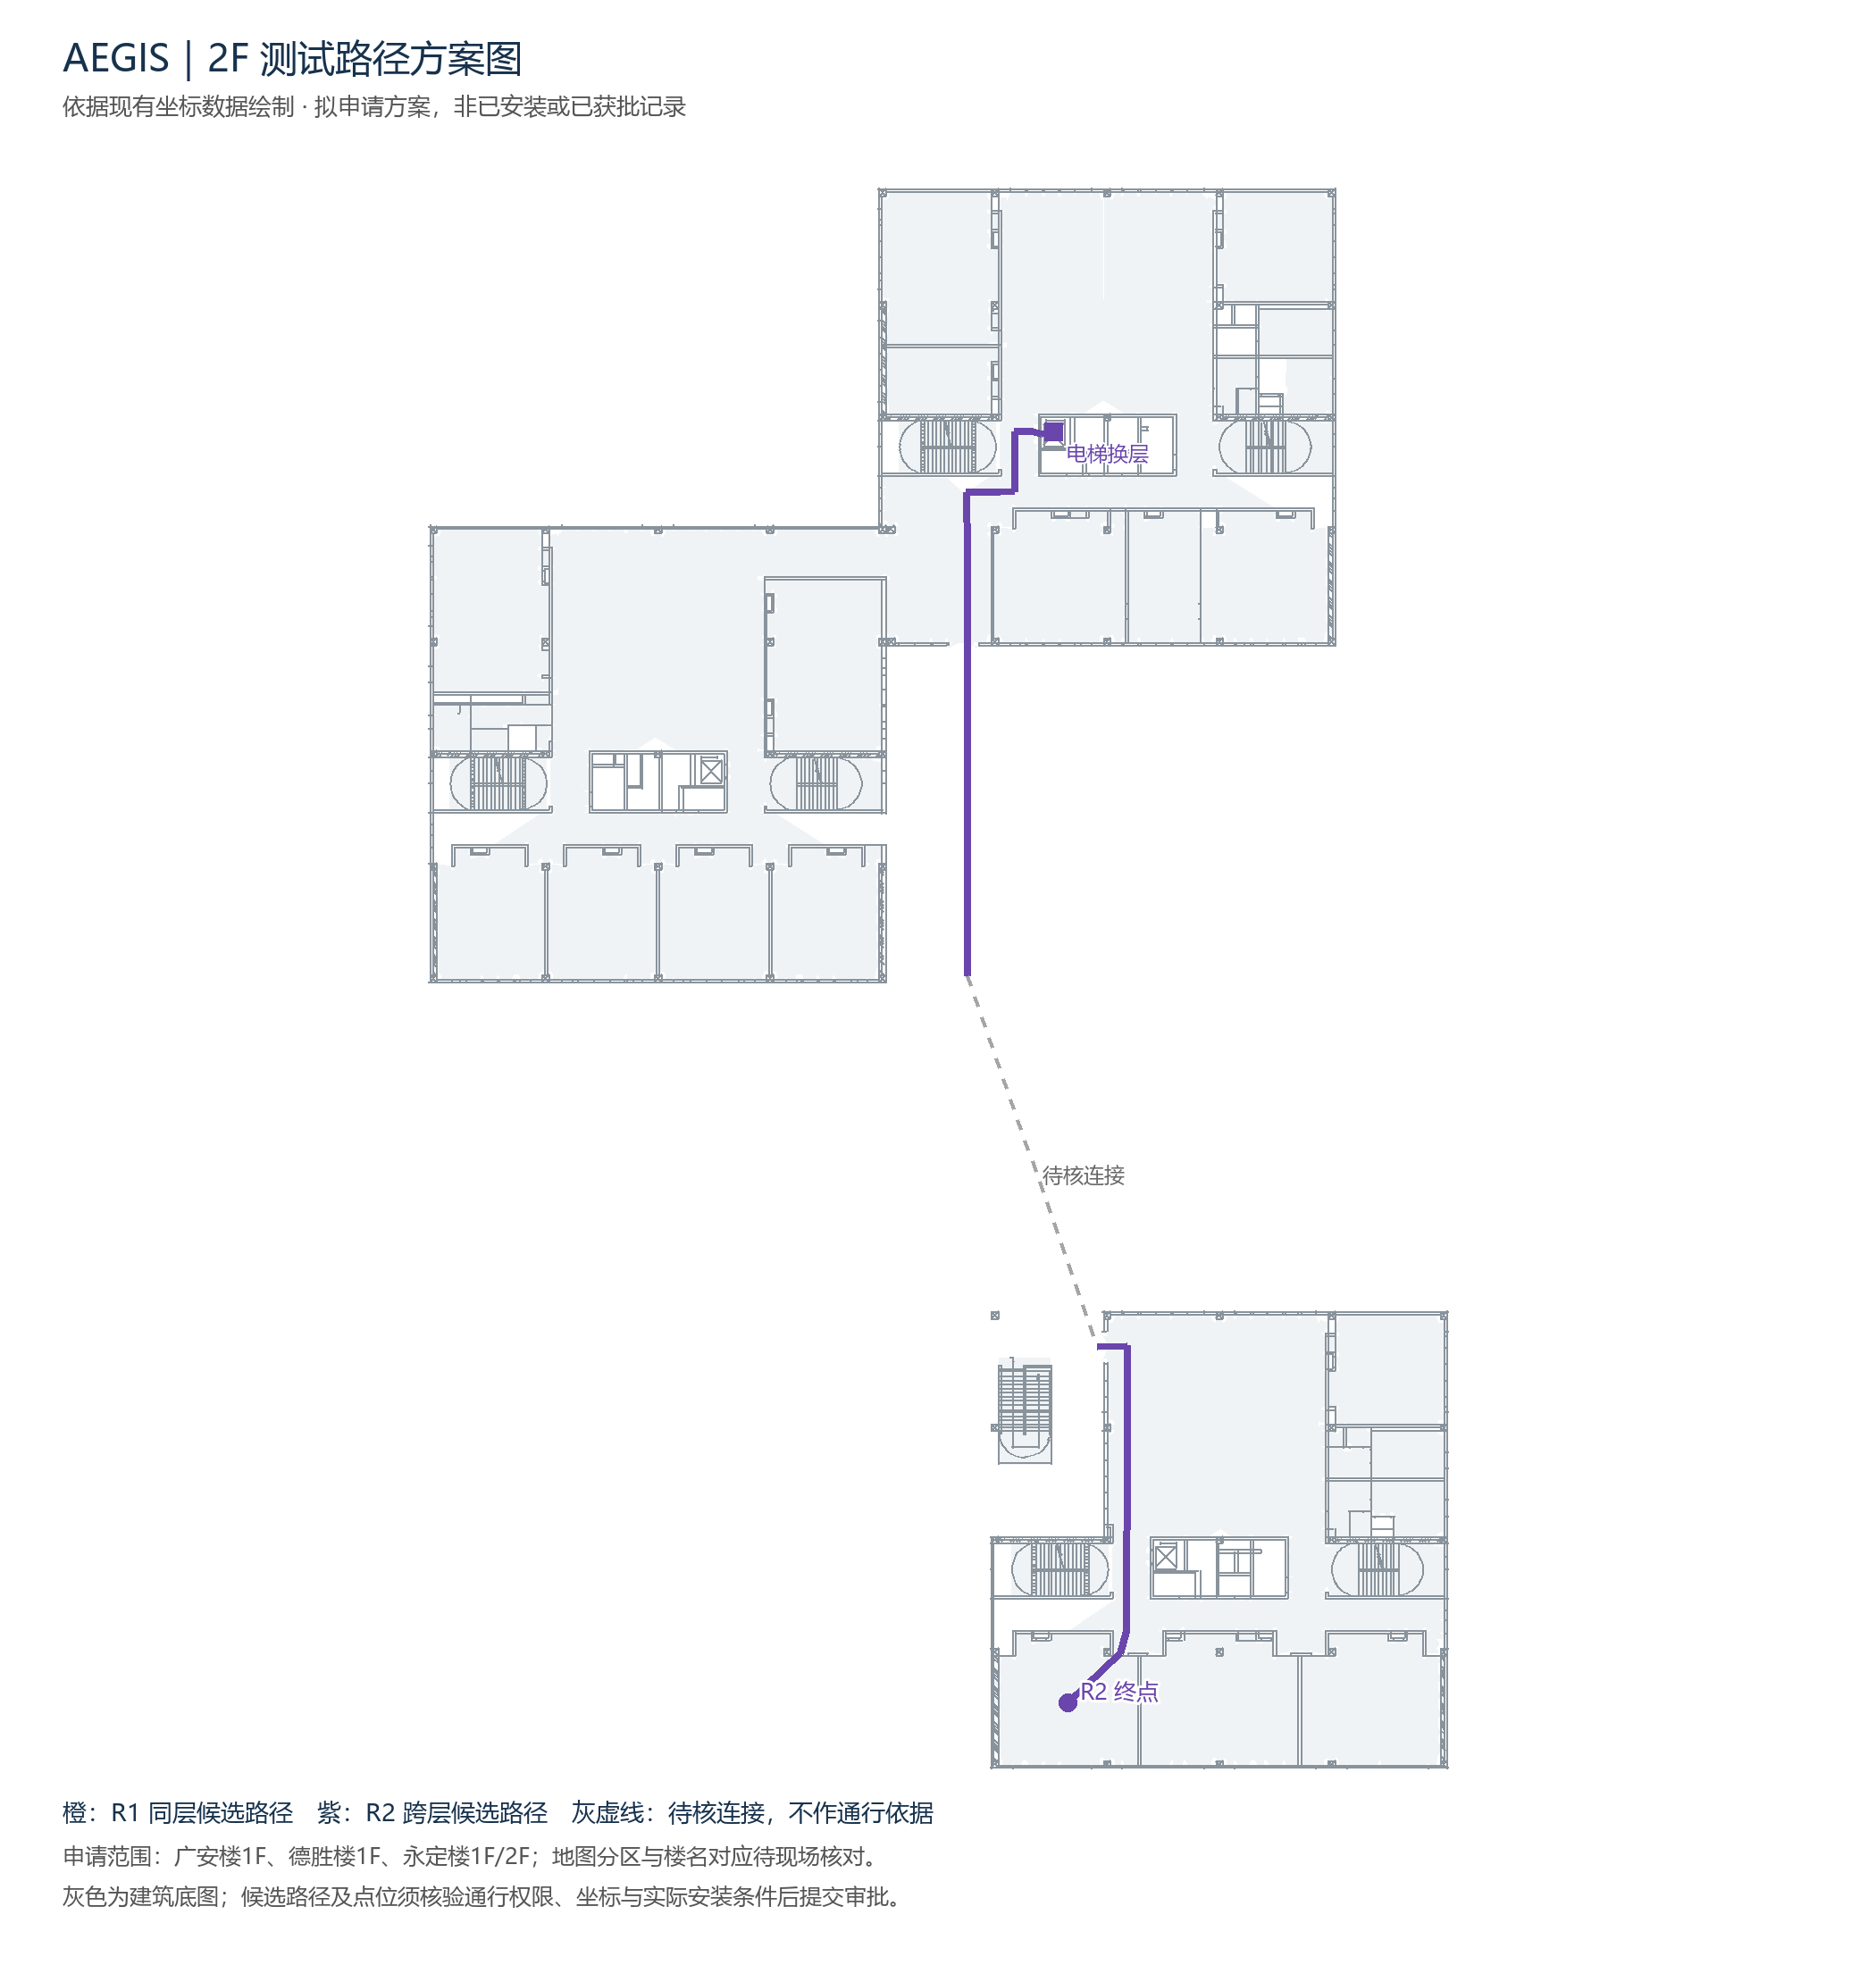 AEGIS｜2F 测试路径方案图
依据现有坐标数据绘制 · 拟申请方案，非已安装或已获批记录
电梯换层
待核连接
R2 终点
橙：R1 同层候选路径　紫：R2 跨层候选路径　灰虚线：待核连接，不作通行依据
申请范围：广安楼1F、德胜楼1F、永定楼1F/2F；地图分区与楼名对应待现场核对。
灰色为建筑底图；候选路径及点位须核验通行权限、坐标与实际安装条件后提交审批。